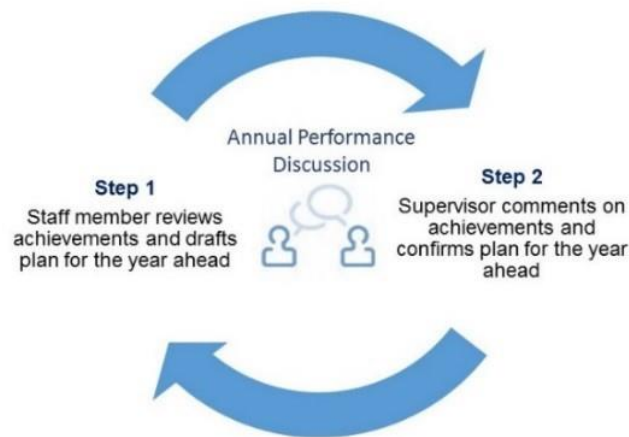 Annual Performance
Discussion
Step 1
Staff member reviews
achievements and drafts
plan for the year ahead
Step 2
Supervisor comments on
achievements and
confirms plan for the year
ahead